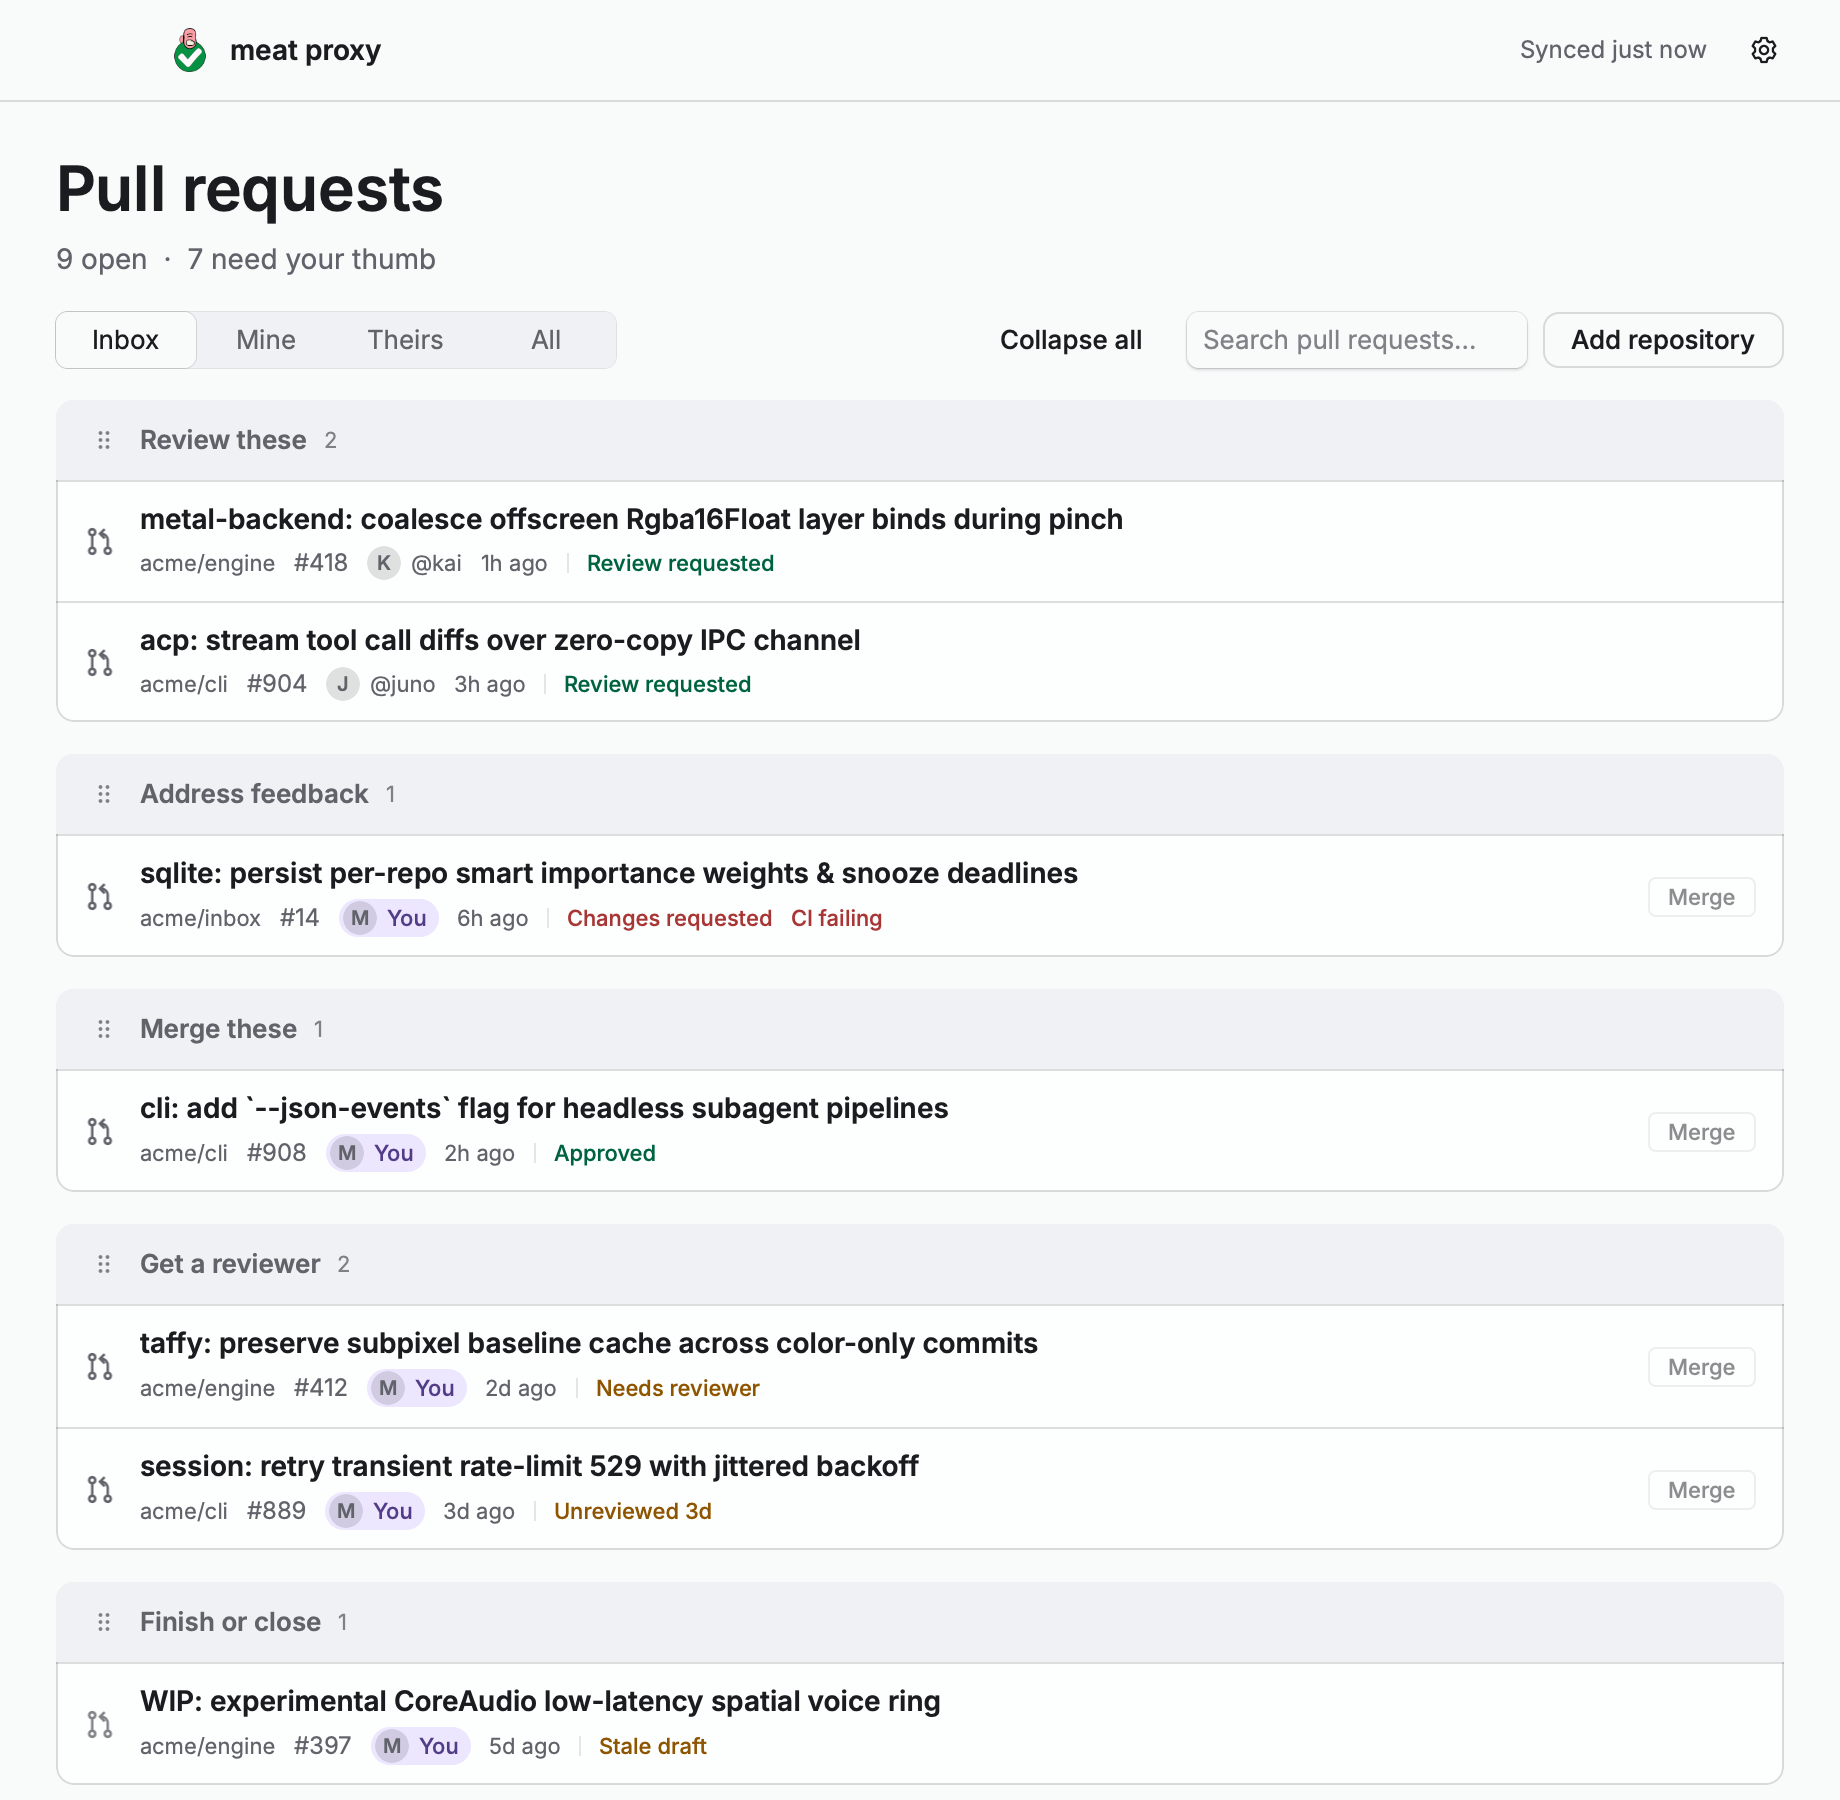 meat proxy
Synced just now
Pull requests
9 open · 7 need your thumb
Inbox Mine Theirs All
Collapse all
Search pull requests...
Add repository
Review these 2
metal-backend: coalesce offscreen Rgba16Float layer binds during pinch
acme/engine #418 K @kai 1h ago Review requested
acp: stream tool call diffs over zero-copy IPC channel
acme/cli #904 J @juno 3h ago Review requested
Address feedback 1
sqlite: persist per-repo smart importance weights & snooze deadlines
acme/inbox #14 M You 6h ago Changes requested CI failing
Merge
Merge these 1
cli: add `--json-events` flag for headless subagent pipelines
acme/cli #908 M You 2h ago Approved
Merge
Get a reviewer 2
taffy: preserve subpixel baseline cache across color-only commits
acme/engine #412 M You 2d ago Needs reviewer
Merge
session: retry transient rate-limit 529 with jittered backoff
acme/cli #889 M You 3d ago Unreviewed 3d
Merge
Finish or close 1
WIP: experimental CoreAudio low-latency spatial voice ring
acme/engine #397 M You 5d ago Stale draft